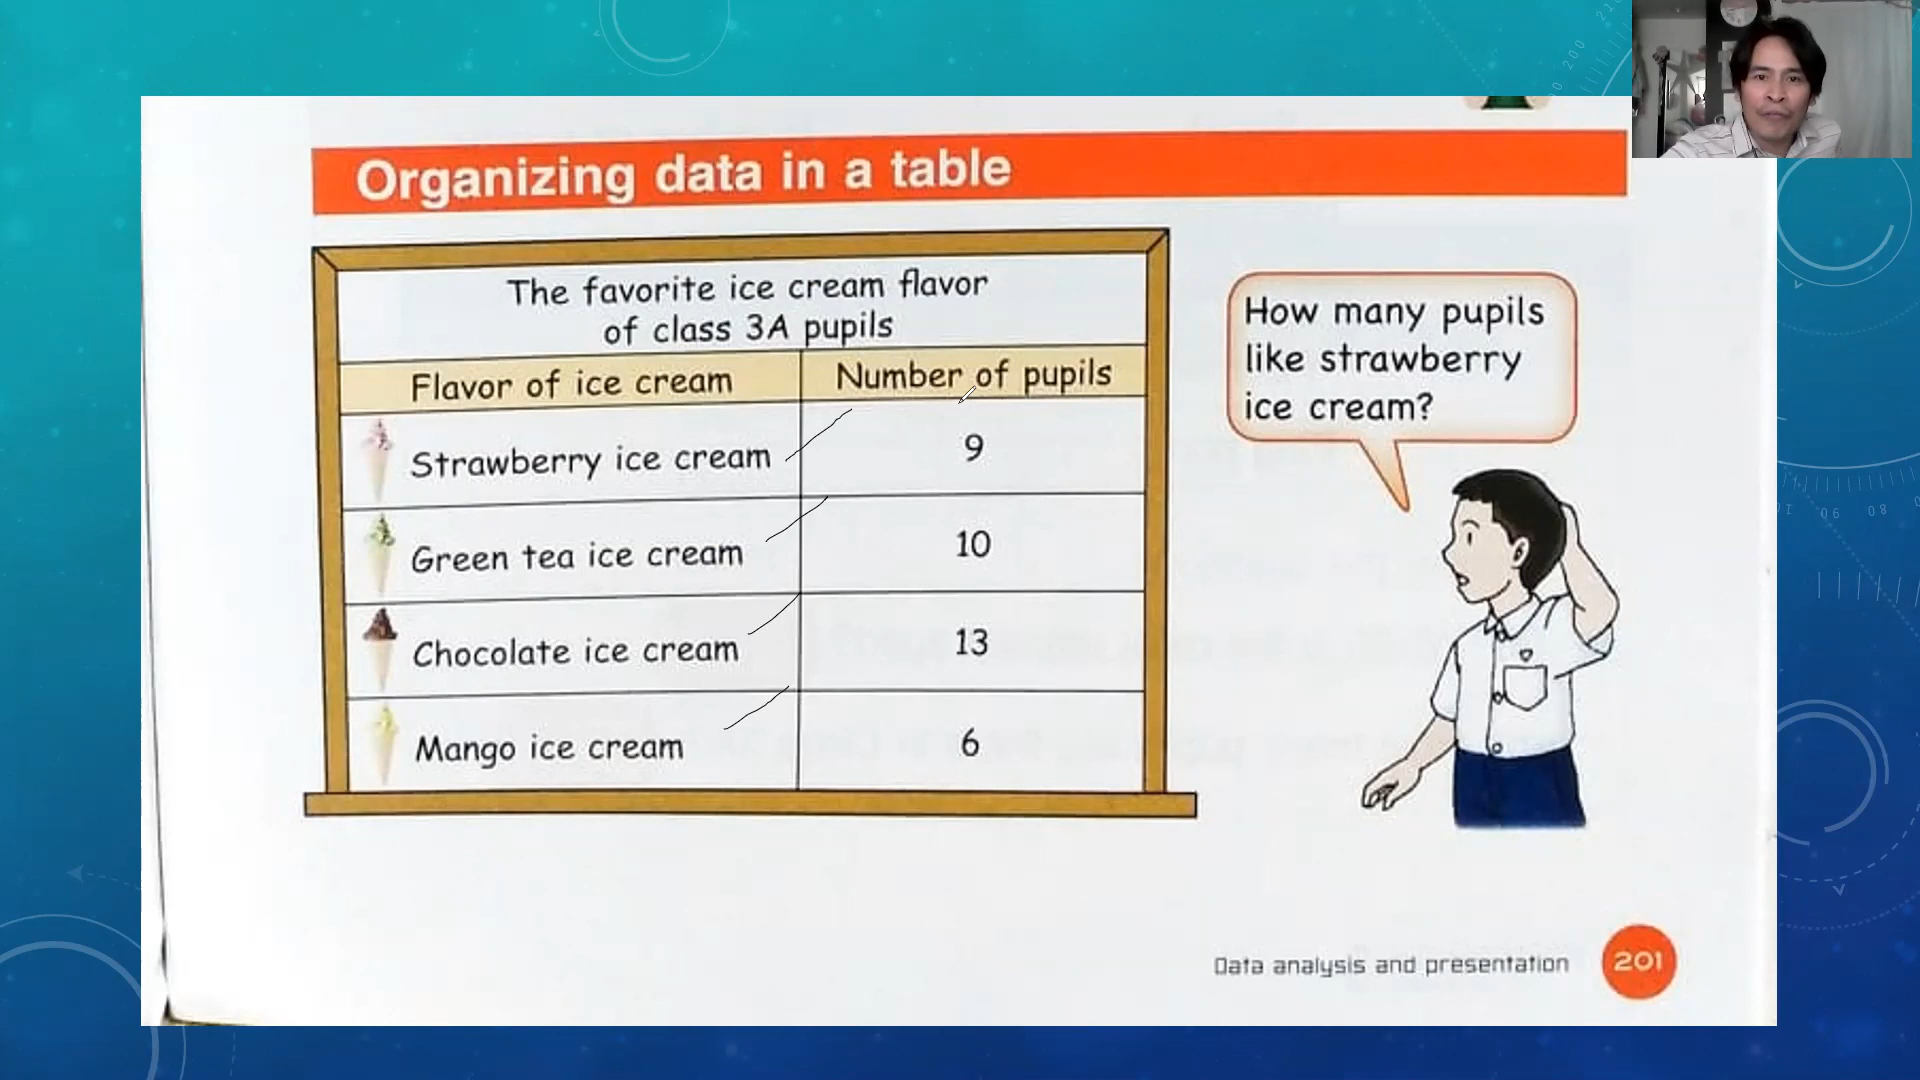 Organizing data in a table
The favorite ice cream flavor
of class 3A pupils
Flavor of ice cream Number of pupils
Strawberry ice cream 9
Green tea ice cream 10
Chocolate ice cream 13
Mango ice cream 6
How many pupils
like strawberry
ice cream?
Data analysis and presentation 201